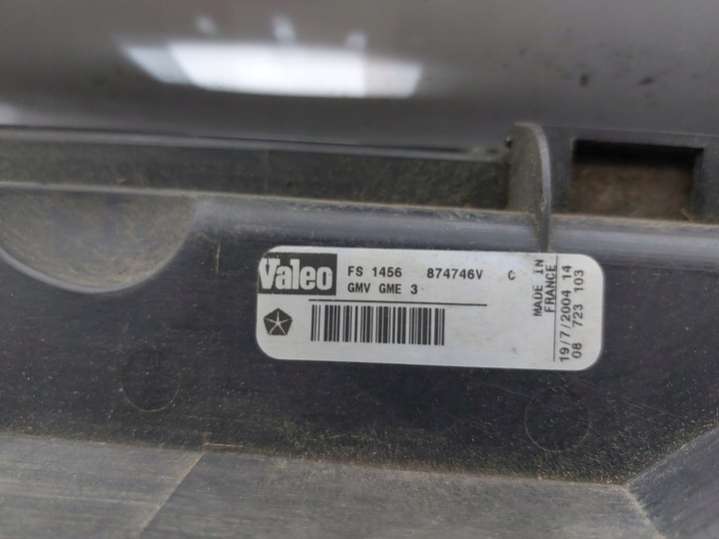 Valeo FS 1456 874746V C
GMV GME 3
MADE IN
FRANCE
19/7/2004 14
08 723 103